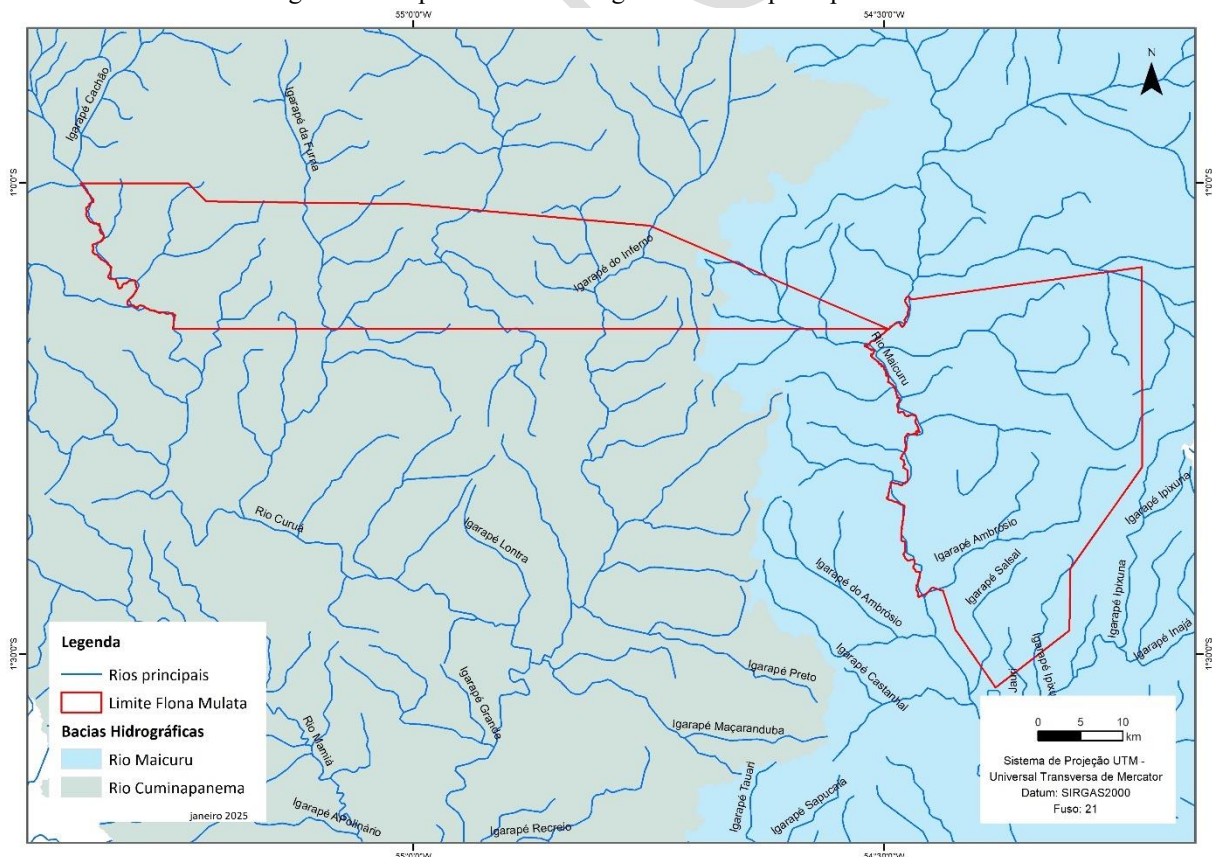 55°0'0"W
54°30'0"W
N
Igarapé Cachão
Igarapé da Furna
1°0'0"S
1°0'0"S
Igarapé do Inferno
Rio Maicuru
Igarapé Ipixuna
Rio Curuá
Igarapé Lontra
Igarapé Ambrósio
Igarapé Salsal
Igarapé do Ambrósio
Igarapé Ipixuna
Igarapé Inajá
1°30'0"S
1°30'0"S
Igarapé Preto
Igarapé Castanhal
Jauri
Igarapé Ipixu
Igarapé Granda
Igarapé Maçaranduba
Rio Mamiá
Igarapé Tauari
Igarapé Sapucaia
Igarapé APolinário
Igarapé Recreio
Legenda
Rios principais
Limite Flona Mulata
Bacias Hidrográficas
Rio Maicuru
Rio Cuminapanema
janeiro 2025
0 5 10
km
Sistema de Projeção UTM -
Universal Transversa de Mercator
Datum: SIRGAS2000
Fuso: 21
55°0'0"W
54°30'0"W